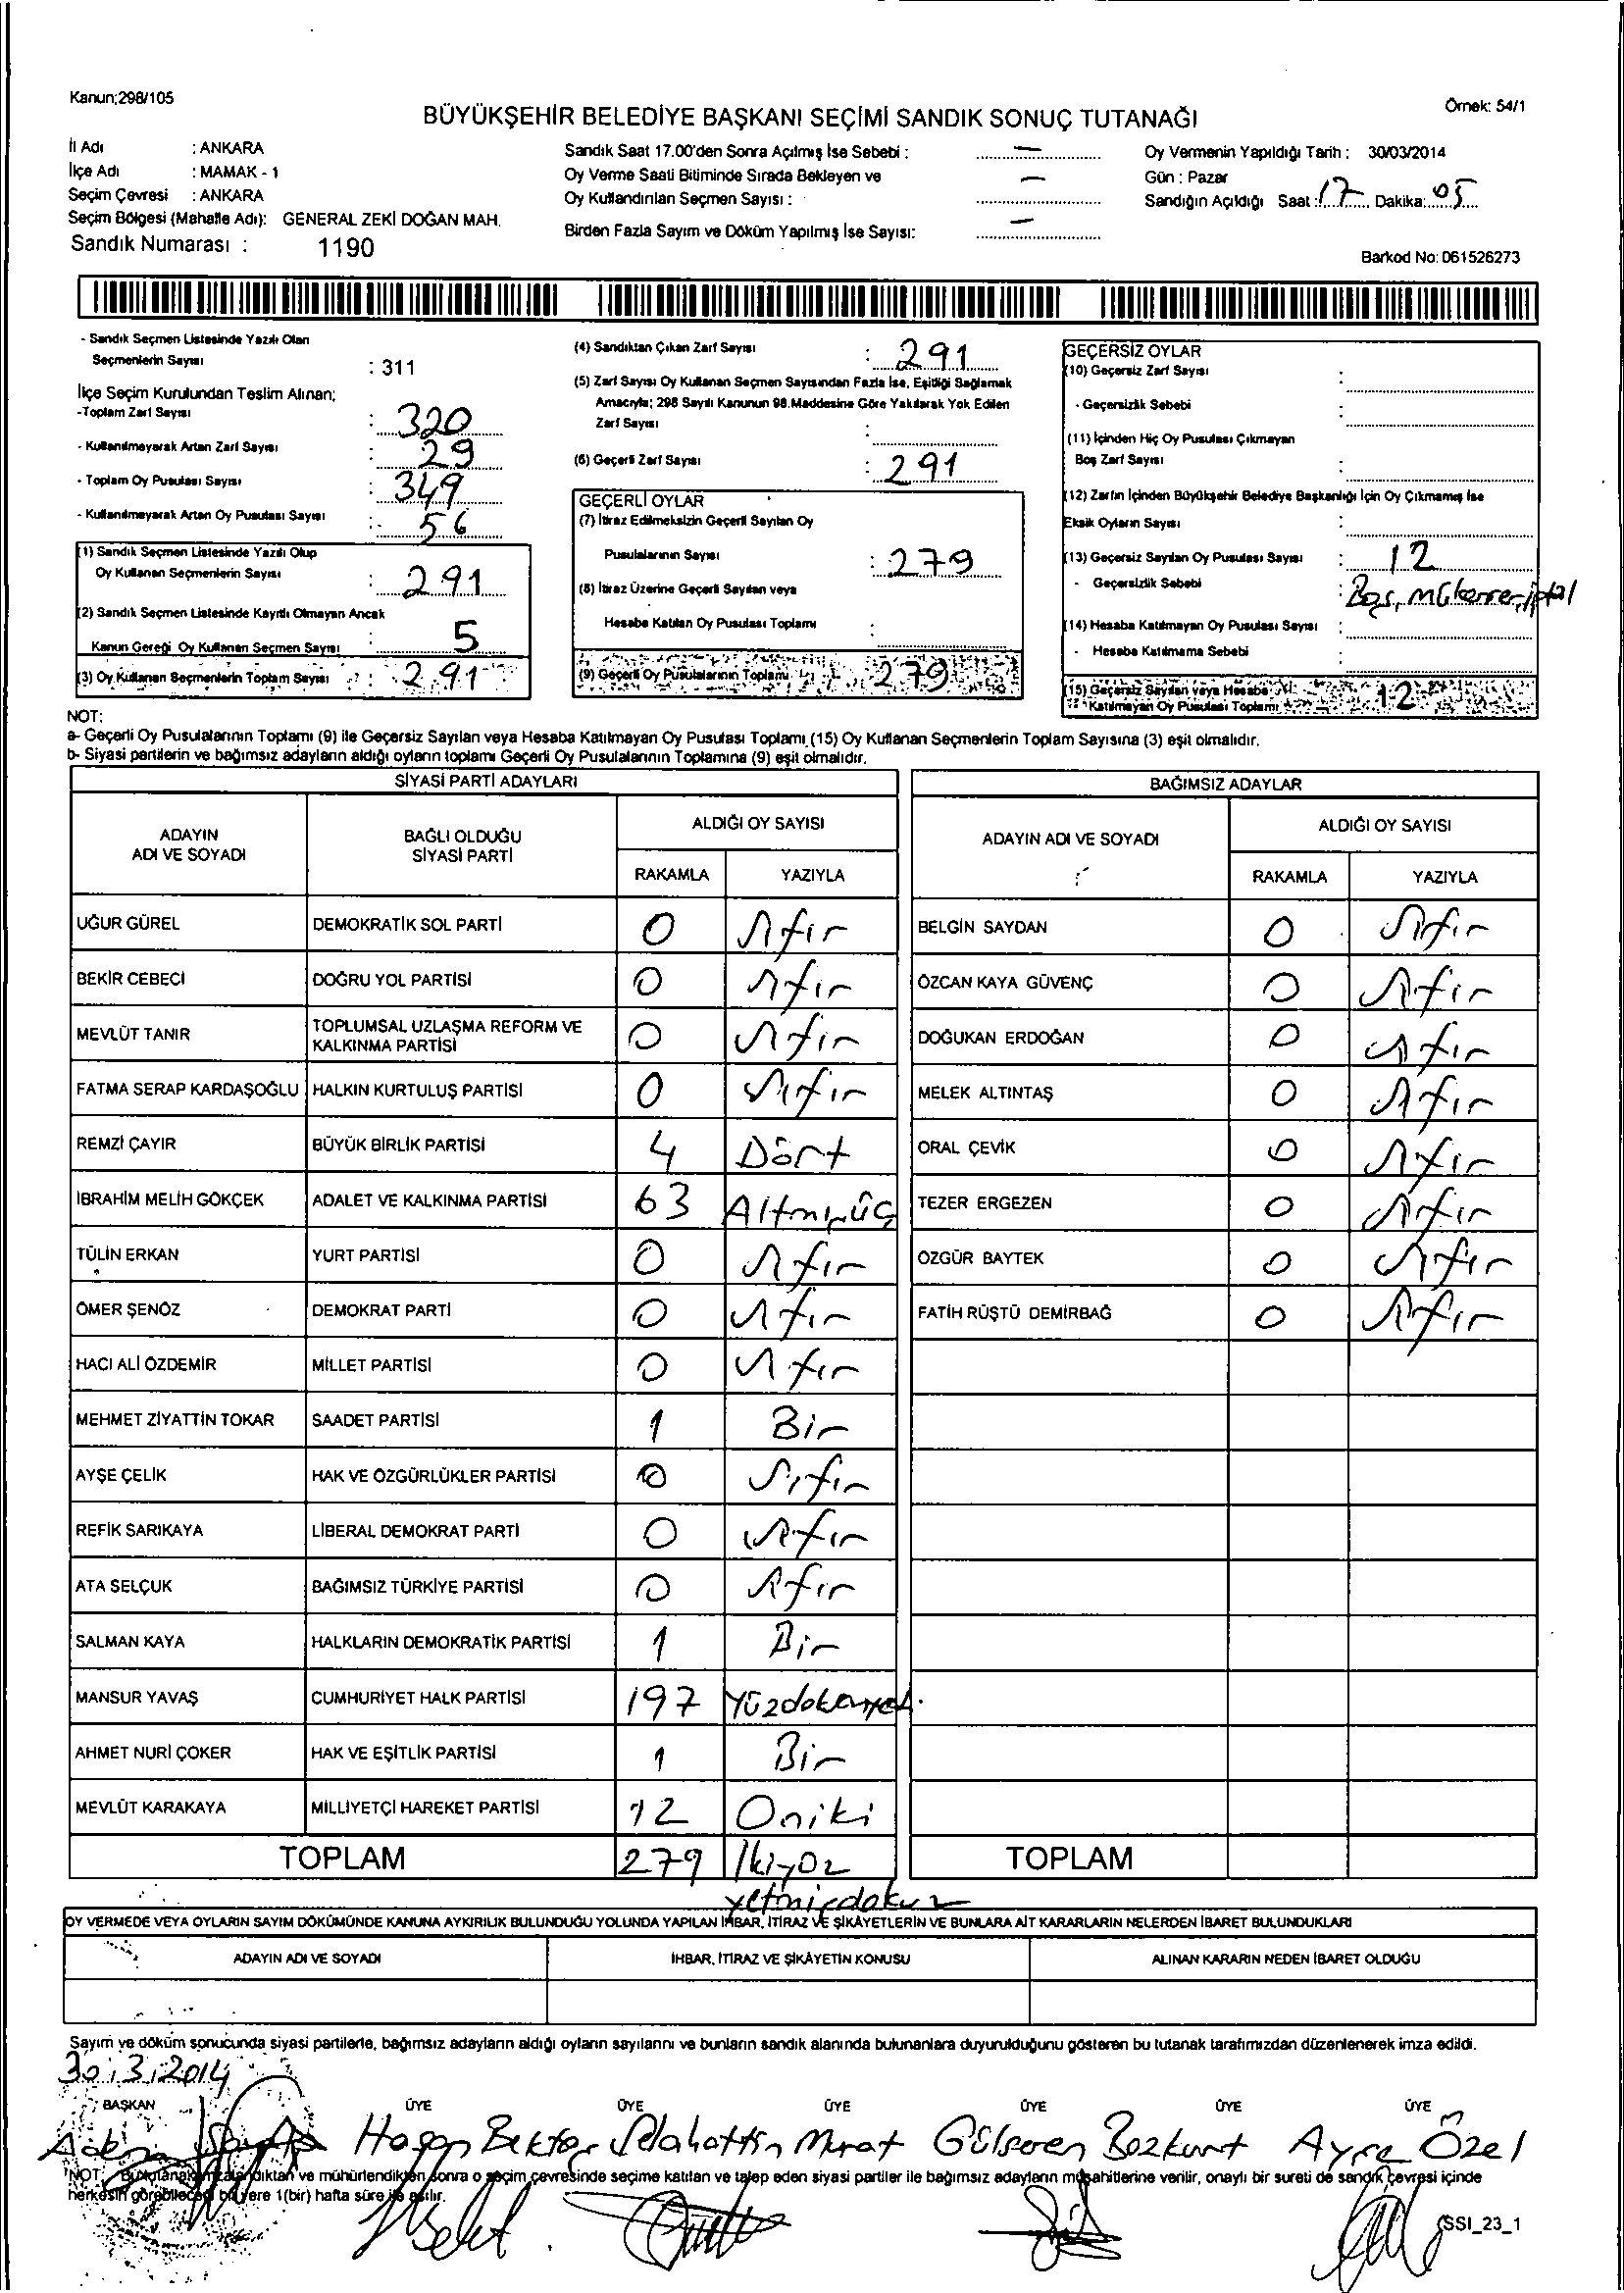 Kanun;298/105
Örnek: 54/1
BÜYÜKŞEHİR BELEDİYE BAŞKANI SEÇİMİ SANDIK SONUÇ TUTANAĞI
İl Adı : ANKARA
İlçe Adı : MAMAK - 1
Seçim Çevresi : ANKARA
Seçim Bölgesi (Mahalle Adı): GENERAL ZEKİ DOĞAN MAH.
Sandık Numarası : 1190
Sandık Saat 17.00'den Sonra Açılmış İse Sebebi : —
Oy Verme Saati Bitiminde Sırada Bekleyen ve
Oy Kullandırılan Seçmen Sayısı : —
Birden Fazla Sayım ve Döküm Yapılmış İse Sayısı: —
Oy Vermenin Yapıldığı Tarih : 30/03/2014
Gün : Pazar
Sandığın Açıldığı Saat : 17 Dakika: 05
Barkod No: 061526273
- Sandık Seçmen Listesinde Yazılı Olan
Seçmenlerin Sayısı : 311
İlçe Seçim Kurulundan Teslim Alınan;
-Toplam Zarf Sayısı : 320
- Kullanılmayarak Artan Zarf Sayısı : 29
- Toplam Oy Pusulası Sayısı : 349
- Kullanılmayarak Artan Oy Pusulası Sayısı : 56
(1) Sandık Seçmen Listesinde Yazılı Olup
Oy Kullanan Seçmenlerin Sayısı : 291
(2) Sandık Seçmen Listesinde Kayıtlı Olmayan Ancak
Kanun Gereği Oy Kullanan Seçmen Sayısı : 5
(3) Oy Kullanan Seçmenlerin Toplam Sayısı : 291
(4) Sandıktan Çıkan Zarf Sayısı : 291
(5) Zarf Sayısı Oy Kullanan Seçmen Sayısından Fazla İse, Eşitliği Sağlamak
Amacıyla; 298 Sayılı Kanunun 98.Maddesine Göre Yakılarak Yok Edilen
Zarf Sayısı :
(6) Geçerli Zarf Sayısı : 291
GEÇERLİ OYLAR
(7) İtiraz Edilmeksizin Geçerli Sayılan Oy
Pusulalarının Sayısı : 279
(8) İtiraz Üzerine Geçerli Sayılan veya
Hesaba Katılan Oy Pusulası Toplamı :
(9) Geçerli Oy Pusulalarının Toplamı : 279
GEÇERSİZ OYLAR
(10) Geçersiz Zarf Sayısı :
- Geçersizlik Sebebi :
(11) İçinden Hiç Oy Pusulası Çıkmayan
Boş Zarf Sayısı :
(12) Zarfın İçinden Büyükşehir Belediye Başkanlığı İçin Oy Çıkmamış İse
Eksik Oyların Sayısı :
(13) Geçersiz Sayılan Oy Pusulası Sayısı : 12
- Geçersizlik Sebebi : Boş, mükerrer, iptal
(14) Hesaba Katılmayan Oy Pusulası Sayısı :
- Hesaba Katılmama Sebebi :
(15) Geçersiz Sayılan veya Hesaba
Katılmayan Oy Pusulası Toplamı : 12
NOT:
a- Geçerli Oy Pusulalarının Toplamı (9) ile Geçersiz Sayılan veya Hesaba Katılmayan Oy Pusulası Toplamı (15) Oy Kullanan Seçmenlerin Toplam Sayısına (3) eşit olmalıdır.
b- Siyasi partilerin ve bağımsız adayların aldığı oyların toplamı Geçerli Oy Pusulalarının Toplamına (9) eşit olmalıdır.
SİYASİ PARTİ ADAYLARI
ADAYIN ADI VE SOYADI BAĞLI OLDUĞU SİYASİ PARTİ ALDIĞI OY SAYISI
RAKAMLA YAZIYLA
UĞUR GÜREL DEMOKRATİK SOL PARTİ 0 Sıfır
BEKİR CEBECİ DOĞRU YOL PARTİSİ 0 Sıfır
MEVLÜT TANIR TOPLUMSAL UZLAŞMA REFORM VE KALKINMA PARTİSİ 0 Sıfır
FATMA SERAP KARDAŞOĞLU HALKIN KURTULUŞ PARTİSİ 0 Sıfır
REMZİ ÇAYIR BÜYÜK BİRLİK PARTİSİ 4 Dört
İBRAHİM MELİH GÖKÇEK ADALET VE KALKINMA PARTİSİ 63 Altmışüç
TÜLİN ERKAN YURT PARTİSİ 0 Sıfır
ÖMER ŞENÖZ DEMOKRAT PARTİ 0 Sıfır
HACI ALİ ÖZDEMİR MİLLET PARTİSİ 0 Sıfır
MEHMET ZİYATTİN TOKAR SAADET PARTİSİ 1 Bir
AYŞE ÇELİK HAK VE ÖZGÜRLÜKLER PARTİSİ 0 Sıfır
REFİK SARIKAYA LİBERAL DEMOKRAT PARTİ 0 Sıfır
ATA SELÇUK BAĞIMSIZ TÜRKİYE PARTİSİ 0 Sıfır
SALMAN KAYA HALKLARIN DEMOKRATİK PARTİSİ 1 Bir
MANSUR YAVAŞ CUMHURİYET HALK PARTİSİ 197 Yüzdoksanyedi
AHMET NURİ ÇOKER HAK VE EŞİTLİK PARTİSİ 1 Bir
MEVLÜT KARAKAYA MİLLİYETÇİ HAREKET PARTİSİ 12 Oniki
TOPLAM 279 İkiyüz
yetmişdokuz
BAĞIMSIZ ADAYLAR
ADAYIN ADI VE SOYADI ALDIĞI OY SAYISI
RAKAMLA YAZIYLA
BELGİN SAYDAN 0 Sıfır
ÖZCAN KAYA GÜVENÇ 0 Sıfır
DOĞUKAN ERDOĞAN 0 Sıfır
MELEK ALTINTAŞ 0 Sıfır
ORAL ÇEVİK 0 Sıfır
TEZER ERGEZEN 0 Sıfır
ÖZGÜR BAYTEK 0 Sıfır
FATİH RÜŞTÜ DEMİRBAĞ 0 Sıfır
TOPLAM
OY VERMEDE VEYA OYLARIN SAYIM DÖKÜMÜNDE KANUNA AYKIRILIK BULUNDUĞU YOLUNDA YAPILAN İHBAR, İTİRAZ VE ŞİKÂYETLERİN VE BUNLARA AİT KARARLARIN NELERDEN İBARET BULUNDUKLARI
ADAYIN ADI VE SOYADI İHBAR, İTİRAZ VE ŞİKÂYETİN KONUSU ALINAN KARARIN NEDEN İBARET OLDUĞU
Sayım ve döküm sonucunda siyasi partilerle, bağımsız adayların aldığı oyların sayılarını ve bunların sandık alanında bulunanlara duyurulduğunu gösteren bu tutanak tarafımızdan düzenlenerek imza edildi.
30.3.2014
BAŞKAN ÜYE ÜYE ÜYE ÜYE ÜYE ÜYE
Hasan Bektaş Selahattin Murat Gülseren Bozkurt Ayşe Özel
NOT: Bu tutanak imzalandıktan ve mühürlendikten sonra o seçim çevresinde seçime katılan ve talep eden siyasi partiler ile bağımsız adayların müşahitlerine verilir, onaylı bir sureti de sandık çevresi içinde
herkesin görebileceği bir yere 1(bir) hafta süre ile asılır.
SSI_23_1